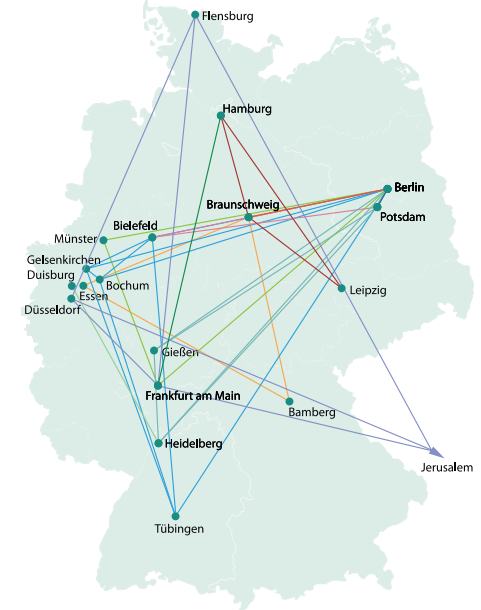 Flensburg
Hamburg
Berlin
Braunschweig
Potsdam
Bielefeld
Münster
Gelsenkirchen
Duisburg
Essen
Bochum
Leipzig
Düsseldorf
Gießen
Frankfurt am Main
Bamberg
Heidelberg
Jerusalem
Tübingen